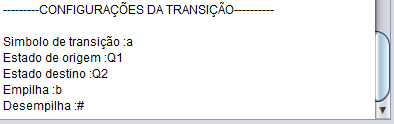 ---------CONFIGURAÇÕES DA TRANSIÇÃO----------
Simbolo de transição :a
Estado de origem :Q1
Estado destino :Q2
Empilha :b
Desempilha :#